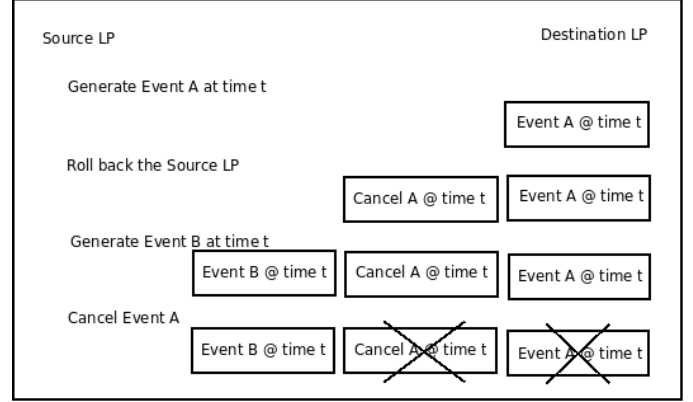 Source LP
Destination LP
Generate Event A at time t
Event A @ time t
Roll back the Source LP
Cancel A @ time t
Event A @ time t
Generate Event B at time t
Event B @ time t
Cancel A @ time t
Event A @ time t
Cancel Event A
Event B @ time t
Cancel A @ time t
Event A @ time t